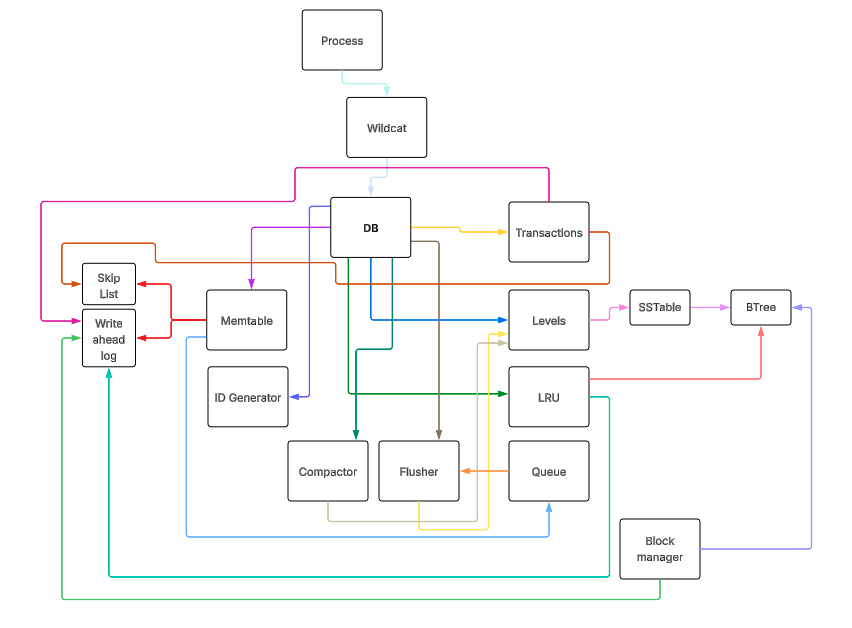 Process
Wildcat
DB
Transactions
Skip
List
Memtable
Levels
SSTable
BTree
Write
ahead
log
ID Generator
LRU
Compactor
Flusher
Queue
Block
manager